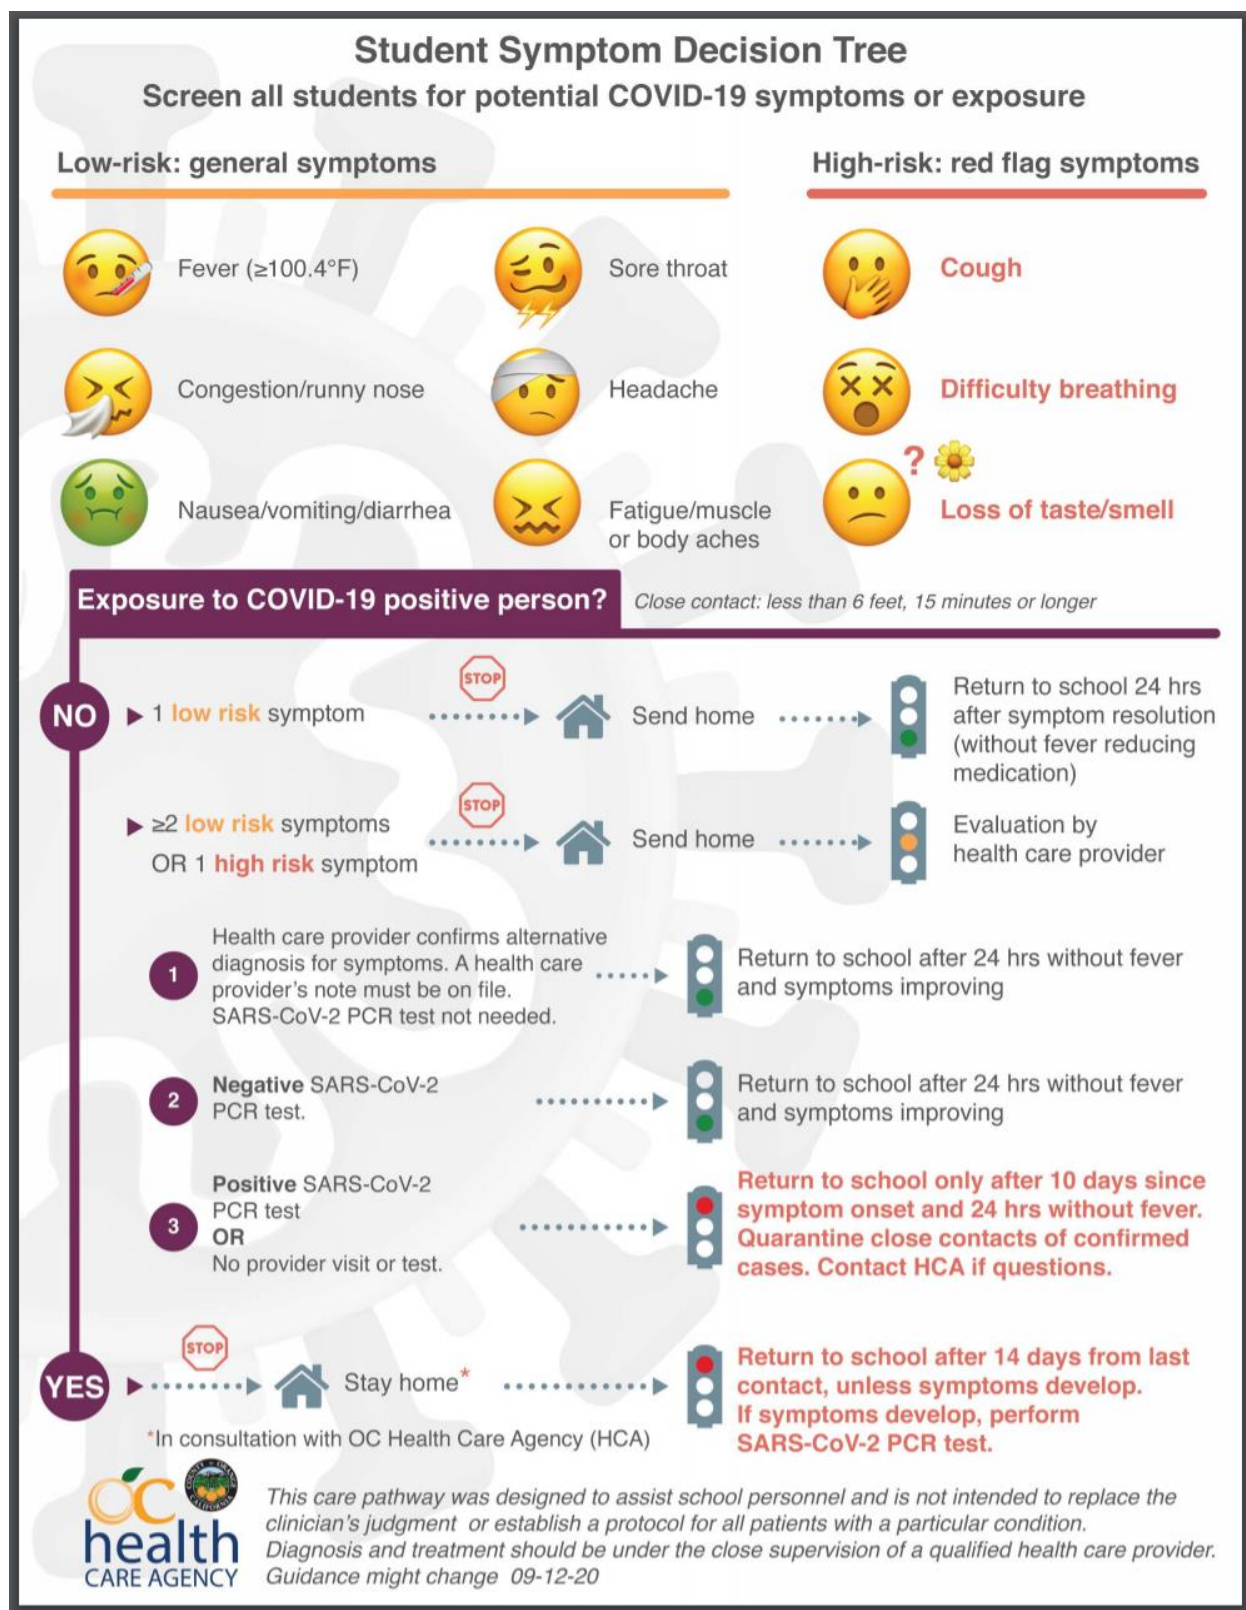 Student Symptom Decision Tree
Screen all students for potential COVID-19 symptoms or exposure
Low-risk: general symptoms
High-risk: red flag symptoms
Fever (≥100.4°F)
Sore throat
Cough
Congestion/runny nose
Headache
Difficulty breathing
?
Nausea/vomiting/diarrhea
Fatigue/muscle
or body aches
Loss of taste/smell
Exposure to COVID-19 positive person?
Close contact: less than 6 feet, 15 minutes or longer
NO
1 low risk symptom
STOP
Send home
Return to school 24 hrs
after symptom resolution
(without fever reducing
medication)
≥2 low risk symptoms
OR 1 high risk symptom
STOP
Send home
Evaluation by
health care provider
1
Health care provider confirms alternative
diagnosis for symptoms. A health care
provider's note must be on file.
SARS-CoV-2 PCR test not needed.
Return to school after 24 hrs without fever
and symptoms improving
2
Negative SARS-CoV-2
PCR test.
Return to school after 24 hrs without fever
and symptoms improving
3
Positive SARS-CoV-2
PCR test
OR
No provider visit or test.
Return to school only after 10 days since
symptom onset and 24 hrs without fever.
Quarantine close contacts of confirmed
cases. Contact HCA if questions.
YES
STOP
Stay home*
Return to school after 14 days from last
contact, unless symptoms develop.
If symptoms develop, perform
SARS-CoV-2 PCR test.
*In consultation with OC Health Care Agency (HCA)
COUNTY OF ORANGE
CALIFORNIA
OC
health
CARE AGENCY
This care pathway was designed to assist school personnel and is not intended to replace the
clinician's judgment or establish a protocol for all patients with a particular condition.
Diagnosis and treatment should be under the close supervision of a qualified health care provider.
Guidance might change 09-12-20